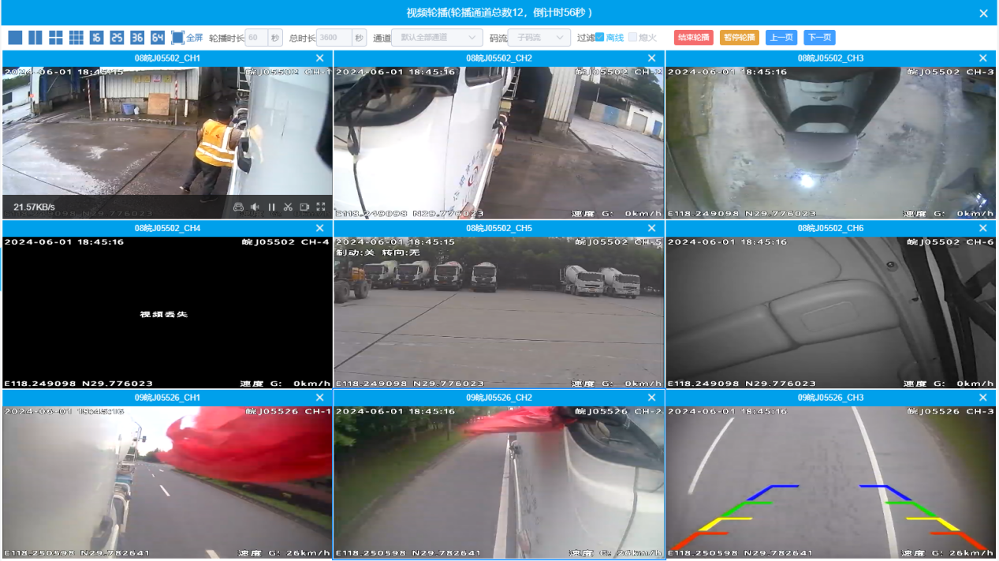 视频轮播(轮播通道总数12，倒计时56秒 )
16 25 36 64 全屏 轮播时长 60 秒 总时长 3600 秒 通道 默认全部通道 码流 子码流 过滤 离线 熄火 结束轮播 暂停轮播 上一页 下一页
08皖J05502_CH1
08皖J05502_CH2
08皖J05502_CH3
2024-06-01 18:45:15 皖J05502 CH-1
2024-06-01 18:45:16 皖J05502 CH-2
2024-06-01 18:45:16 皖J05502 CH-3
21.57KB/s
E118.249098 N29.776023
E118.249098 N29.776023 速度 G: 0km/h
E118.249098 N29.776023 速度 G: 0km/h
08皖J05502_CH4
08皖J05502_CH5
08皖J05502_CH6
2024-06-01 18:45:16 皖J05502 CH-4
2024-06-01 18:45:15 皖J05502 CH-5
2024-06-01 18:45:16 皖J05502 CH-6
制动:关 转向:无
视频丢失
E118.249098 N29.776023 速度 G: 0km/h
E118.249098 N29.776023 速度 G: 0km/h
E118.249098 N29.776023 速度 G: 0km/h
09皖J05526_CH1
09皖J05526_CH2
09皖J05526_CH3
2024-06-01 18:45:16 皖J05526 CH-1
2024-06-01 18:45:16 皖J05526 CH-2
2024-06-01 18:45:16 皖J05526 CH-3
E118.250598 N29.782641 速度 G: 26km/h
E118.250598 N29.782641 速度 G: 26km/h
E118.250598 N29.782641 速度 G: 26km/h